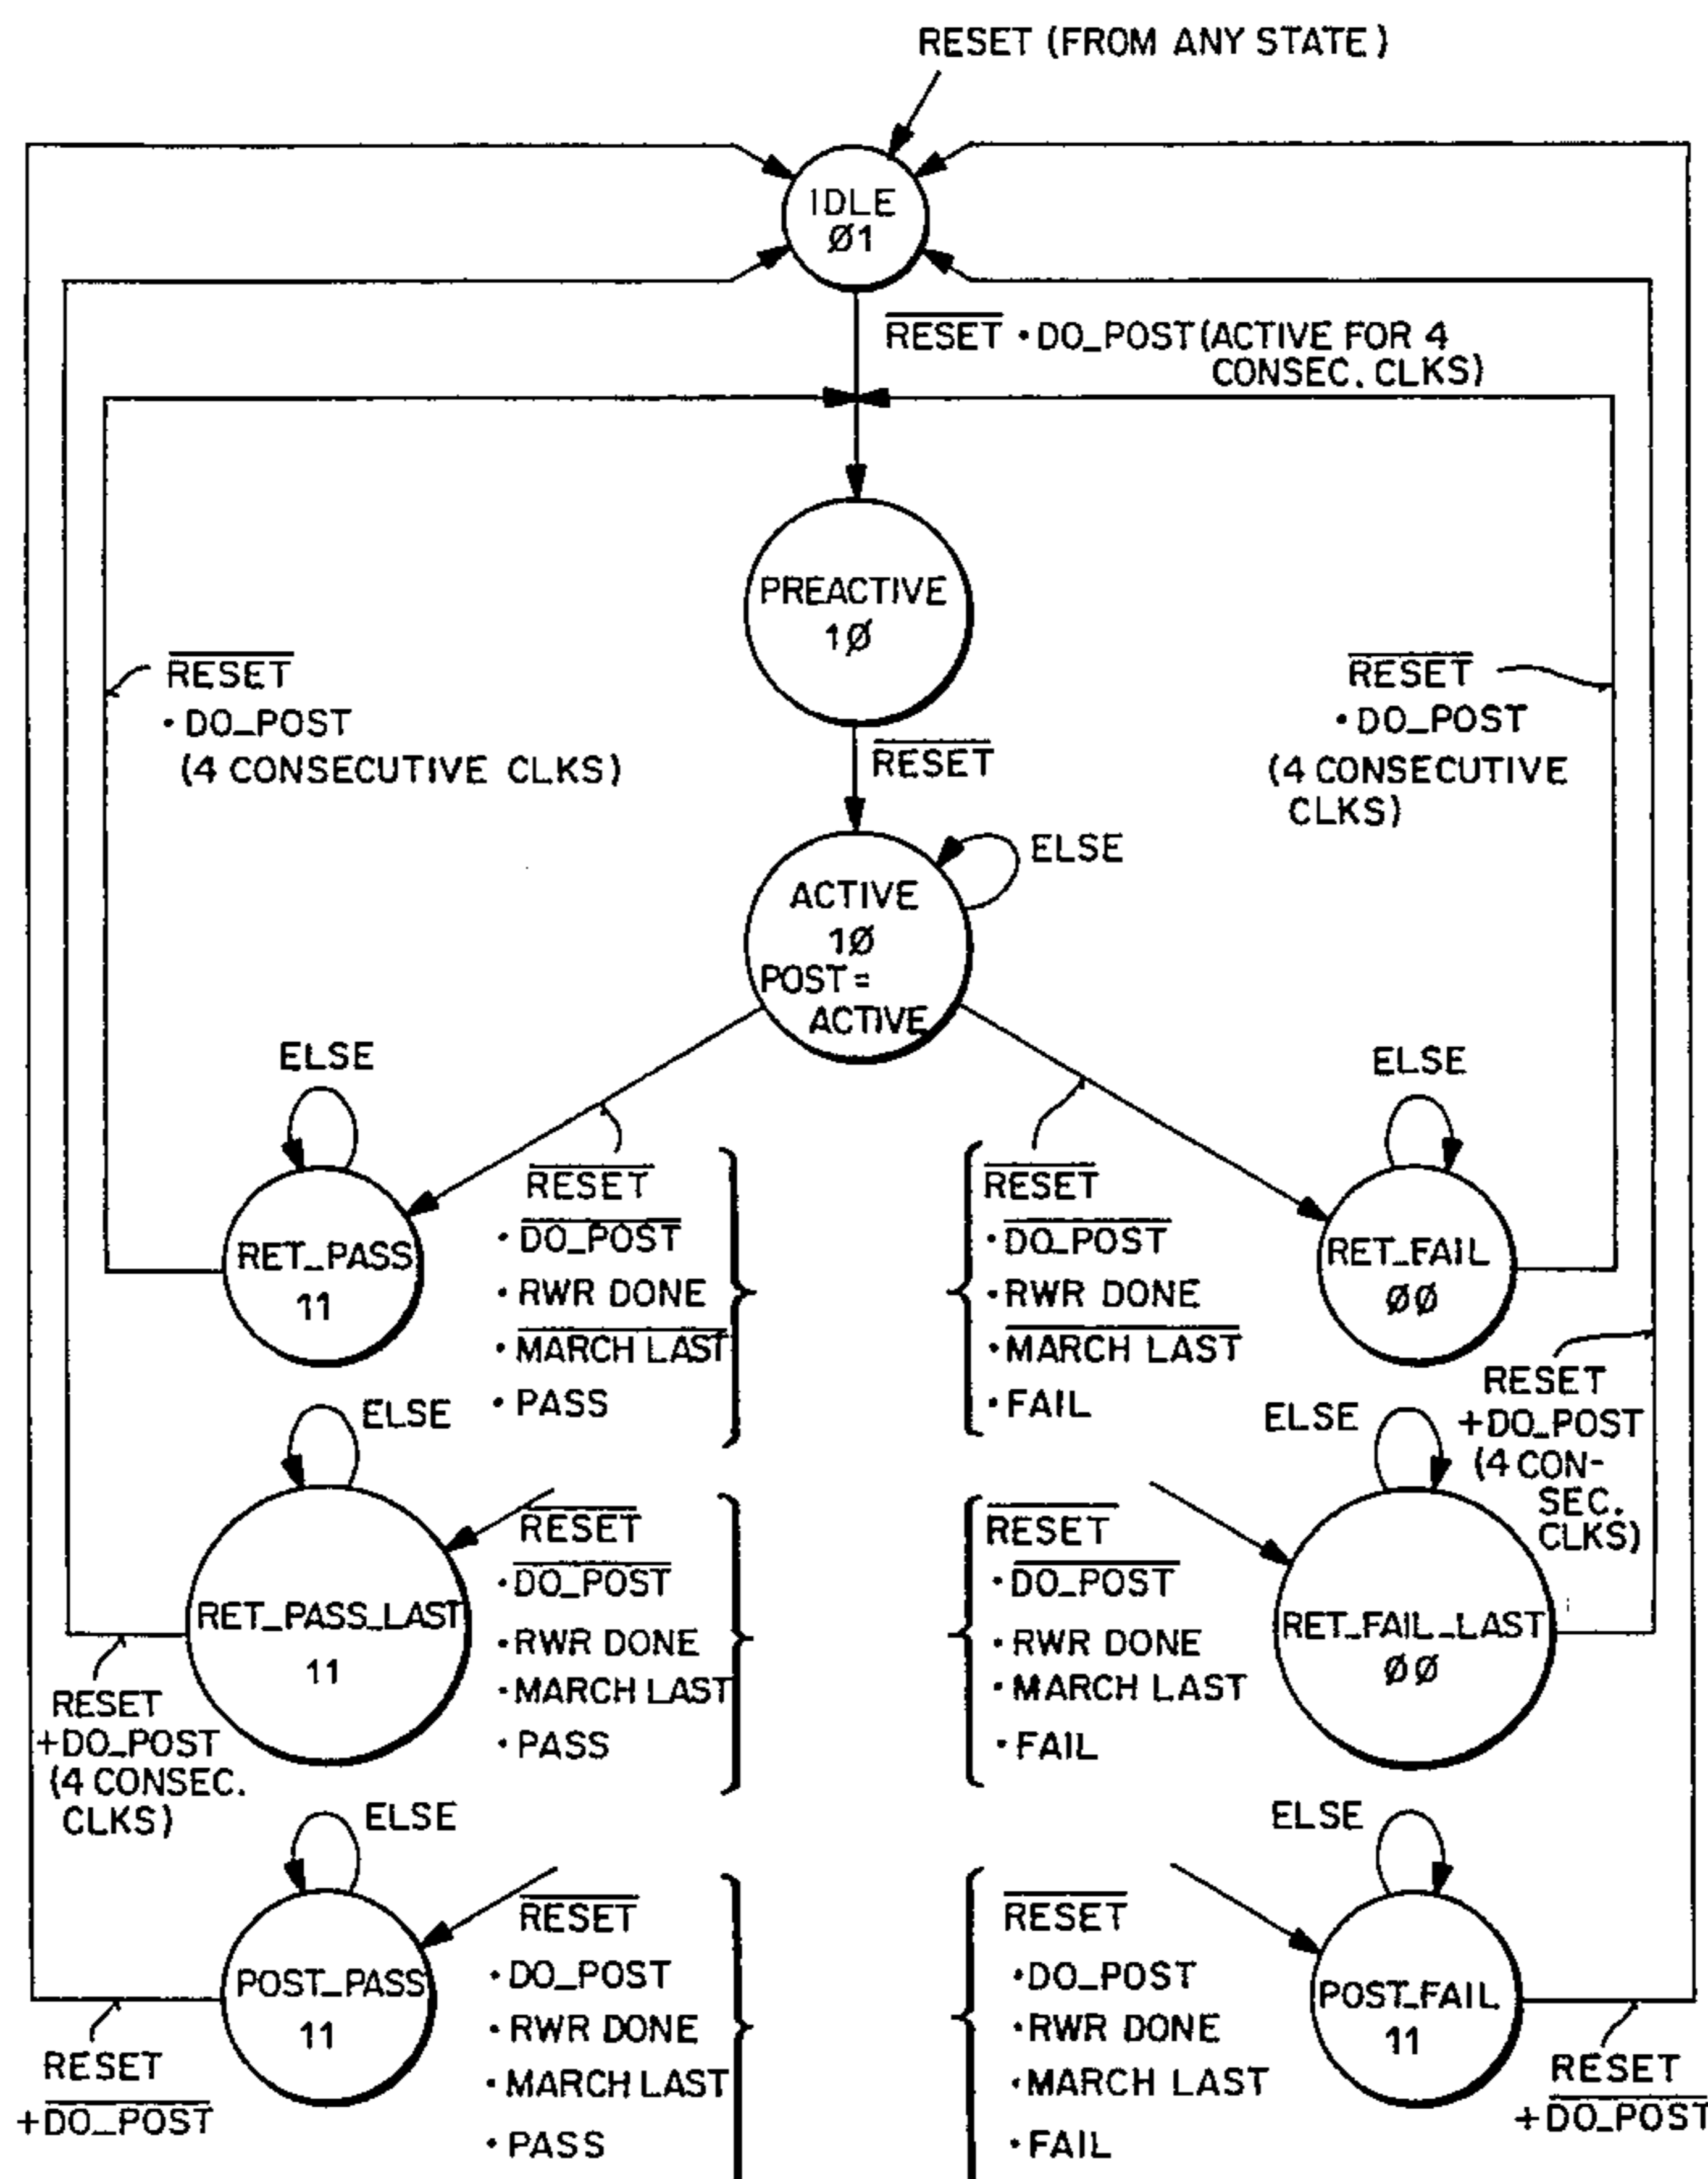 RESET (FROM ANY STATE)
IDLE
Ø1
RESET • DO_POST (ACTIVE FOR 4
CONSEC. CLKS)
PREACTIVE
1Ø
RESET
• DO_POST
(4 CONSECUTIVE CLKS)
RESET
• DO_POST
(4 CONSECUTIVE
CLKS)
RESET
ELSE
ACTIVE
1Ø
POST =
ACTIVE
ELSE
RET_PASS
11
RESET
• DO_POST
• RWR DONE
• MARCH LAST
• PASS
RESET
• DO_POST
• RWR DONE
• MARCH LAST
• FAIL
ELSE
RET_FAIL
ØØ
RESET
+DO_POST
(4 CON-
SEC.
CLKS)
ELSE
RET_PASS_LAST
11
RESET
• DO_POST
• RWR DONE
• MARCH LAST
• PASS
RESET
• DO_POST
• RWR DONE
• MARCH LAST
• FAIL
ELSE
RET_FAIL_LAST
ØØ
RESET
+DO_POST
(4 CONSEC.
CLKS)
ELSE
POST_PASS
11
RESET
• DO_POST
• RWR DONE
• MARCH LAST
• PASS
RESET
• DO_POST
• RWR DONE
• MARCH LAST
• FAIL
ELSE
POST_FAIL
11
RESET
+DO_POST
RESET
+DO_POST